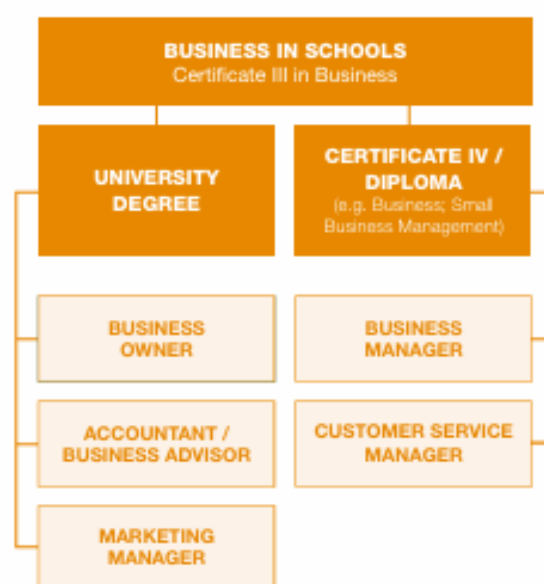 BUSINESS IN SCHOOLS
Certificate III in Business
UNIVERSITY
DEGREE
CERTIFICATE IV /
DIPLOMA
(e.g. Business; Small
Business Management)
BUSINESS
OWNER
BUSINESS
MANAGER
ACCOUNTANT /
BUSINESS ADVISOR
CUSTOMER SERVICE
MANAGER
MARKETING
MANAGER